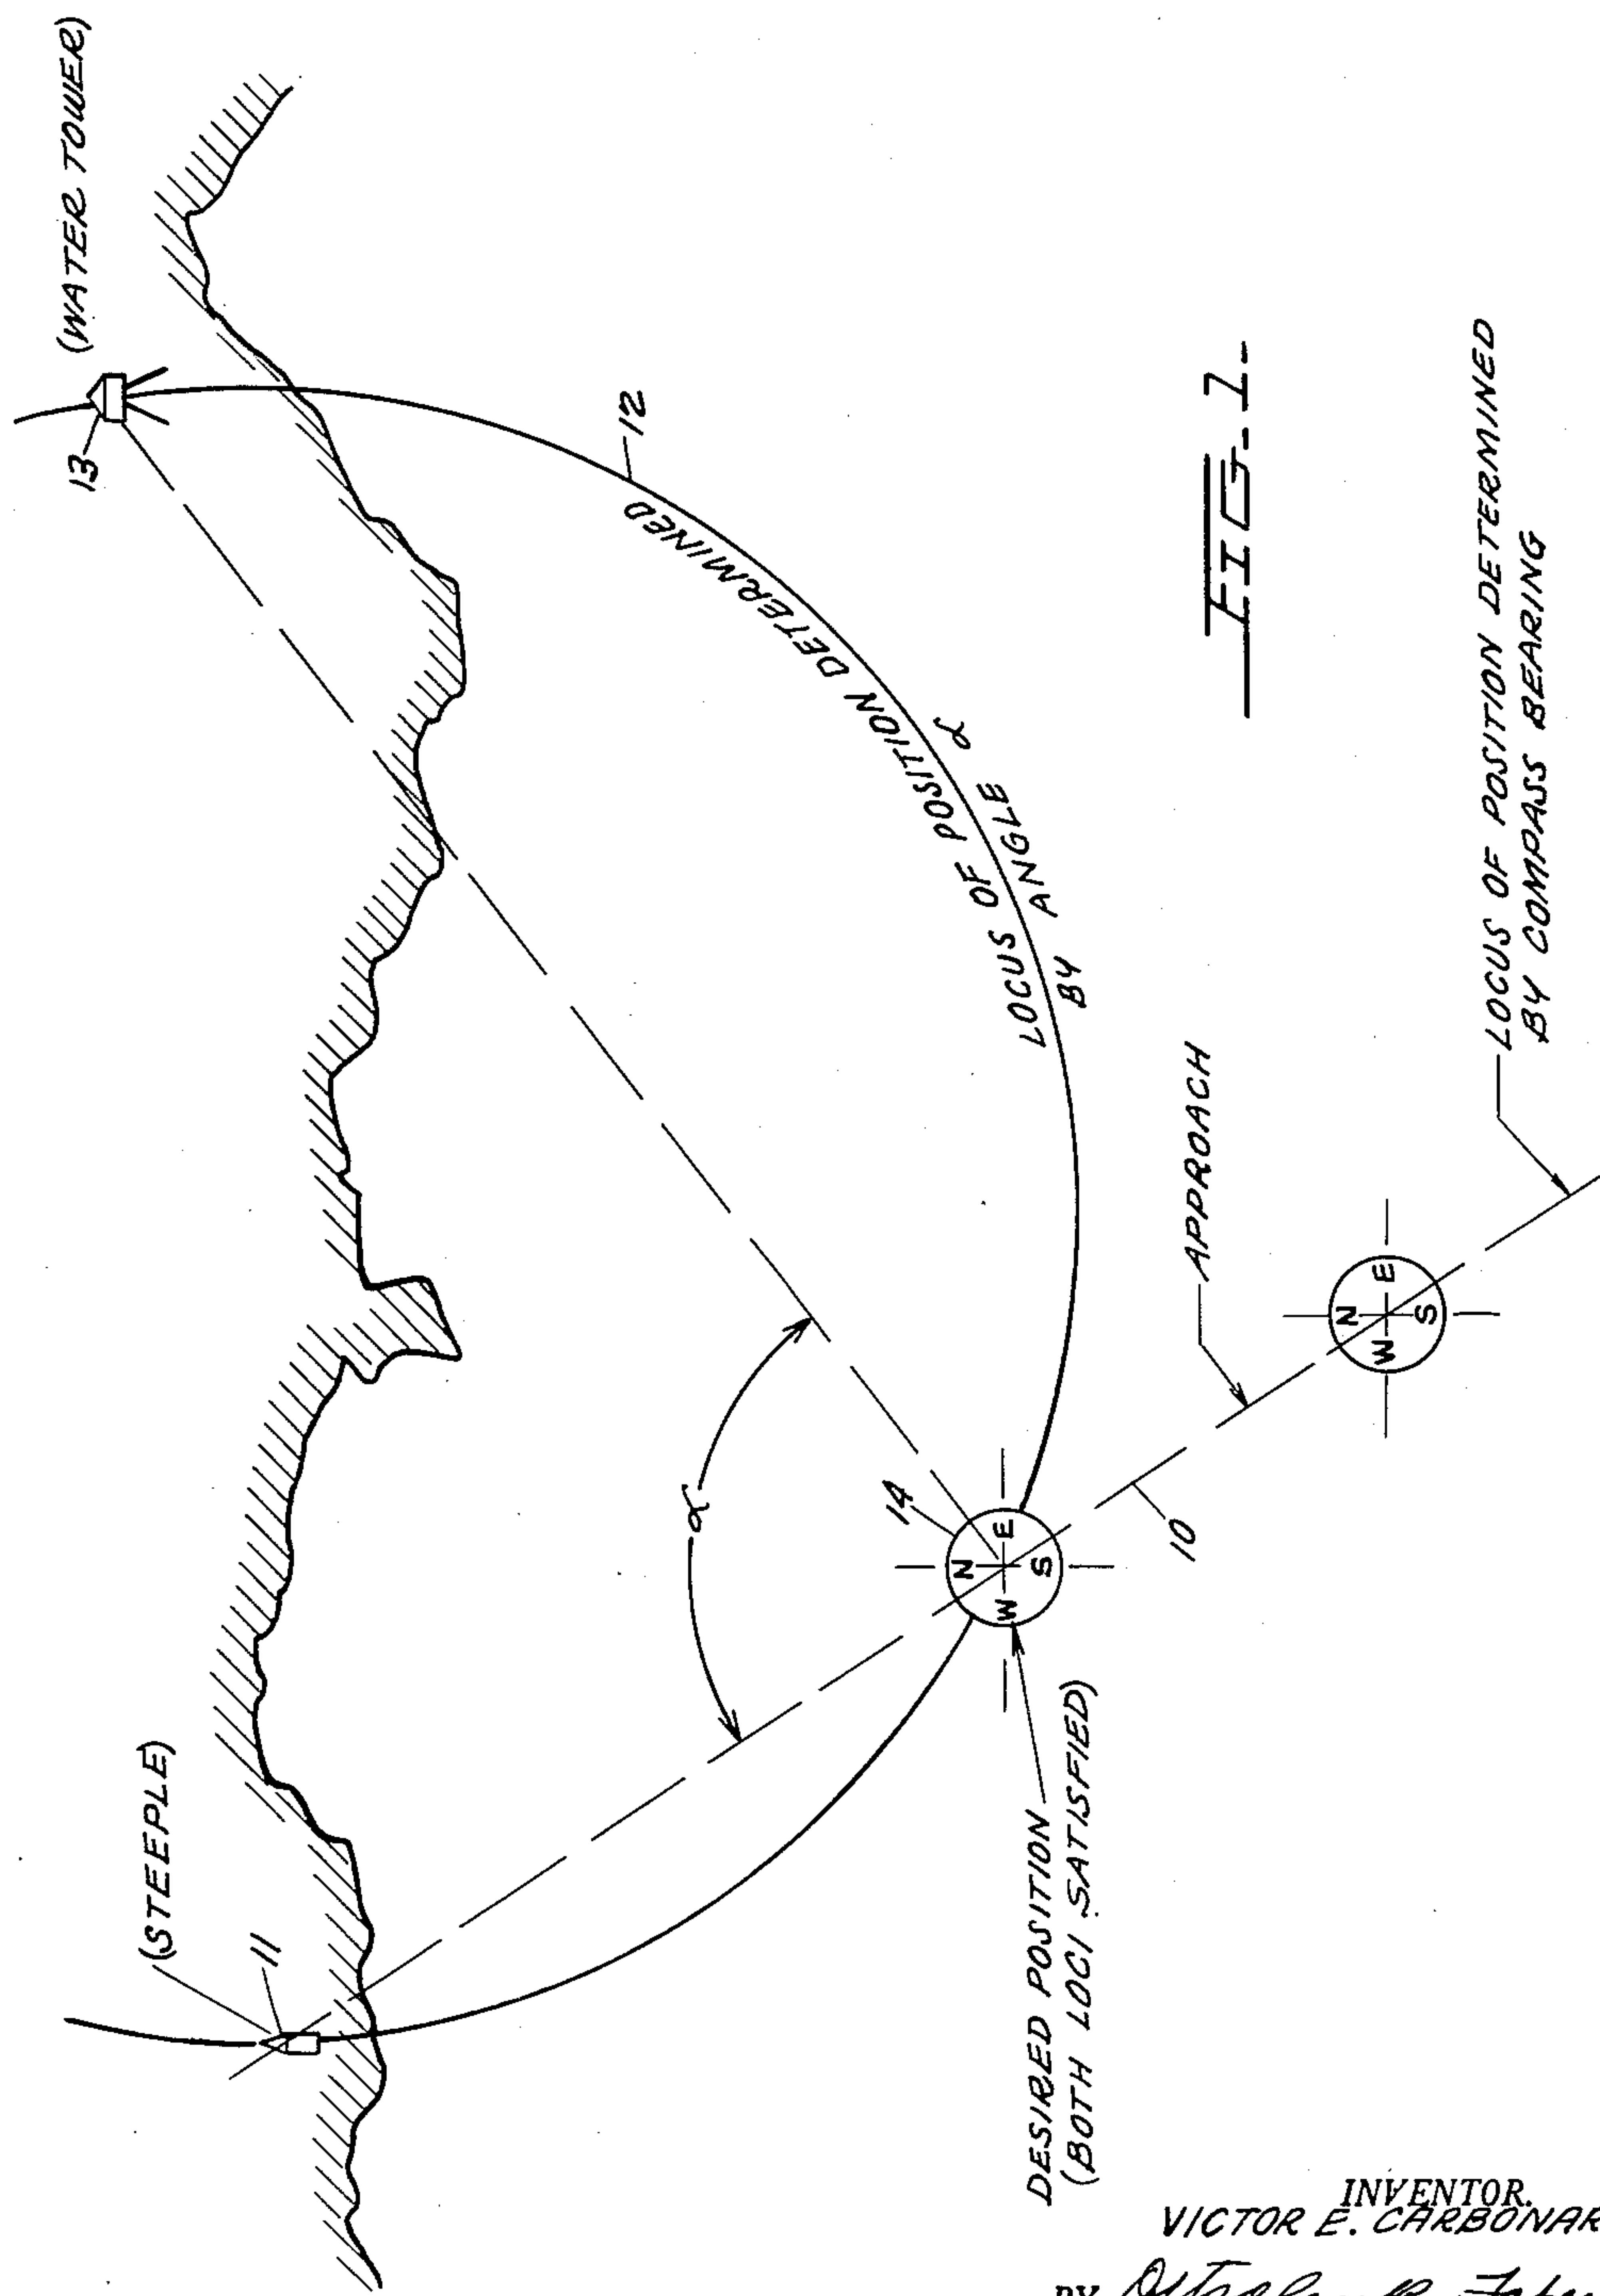 (WATER TOWER)
13
(STEEPLE)
11
12
LOCUS OF POSITION DETERMINED
BY ANGLE α
α
14
N
W E
S
DESIRED POSITION
(BOTH LOCI SATISFIED)
10
APPROACH
N
W E
S
LOCUS OF POSITION DETERMINED
BY COMPASS BEARING
FIG-1-
INVENTOR.
VICTOR E. CARBONAR
BY